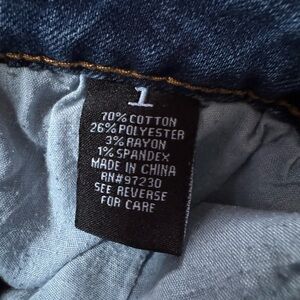 1
70% COTTON
26% POLYESTER
3% RAYON
1% SPANDEX
MADE IN CHINA
RN#97230
SEE REVERSE
FOR CARE